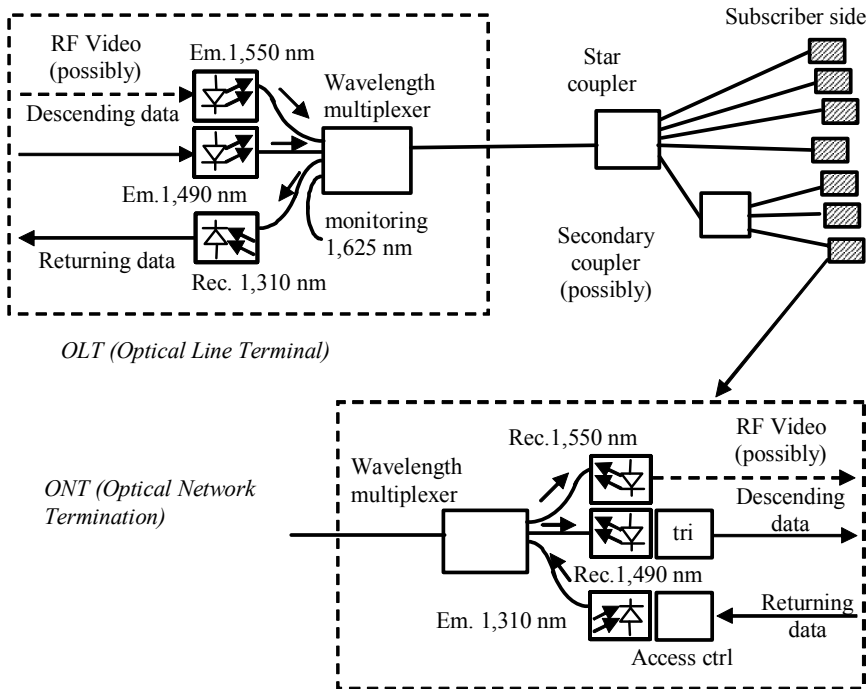 Subscriber side
RF Video
(possibly)
Em.1,550 nm
Wavelength
multiplexer
Star
coupler
Descending data
Em.1,490 nm
monitoring
1,625 nm
Secondary
coupler
(possibly)
Returning data
Rec. 1,310 nm
OLT (Optical Line Terminal)
ONT (Optical Network
Termination)
Wavelength
multiplexer
Rec.1,550 nm
RF Video
(possibly)
Descending
data
tri
Rec.1,490 nm
Em. 1,310 nm
Returning
data
Access ctrl